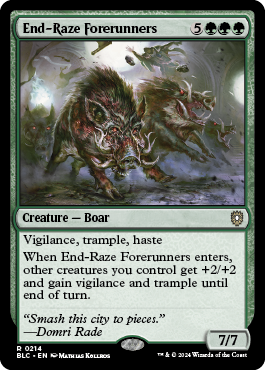 End-Raze Forerunners 5
Creature — Boar
Vigilance, trample, haste
When End-Raze Forerunners enters,
other creatures you control get +2/+2
and gain vigilance and trample until
end of turn.
“Smash this city to pieces.”
—Domri Rade
7/7
R 0214
BLC • EN Mathias Kollros
™ & © 2024 Wizards of the Coast